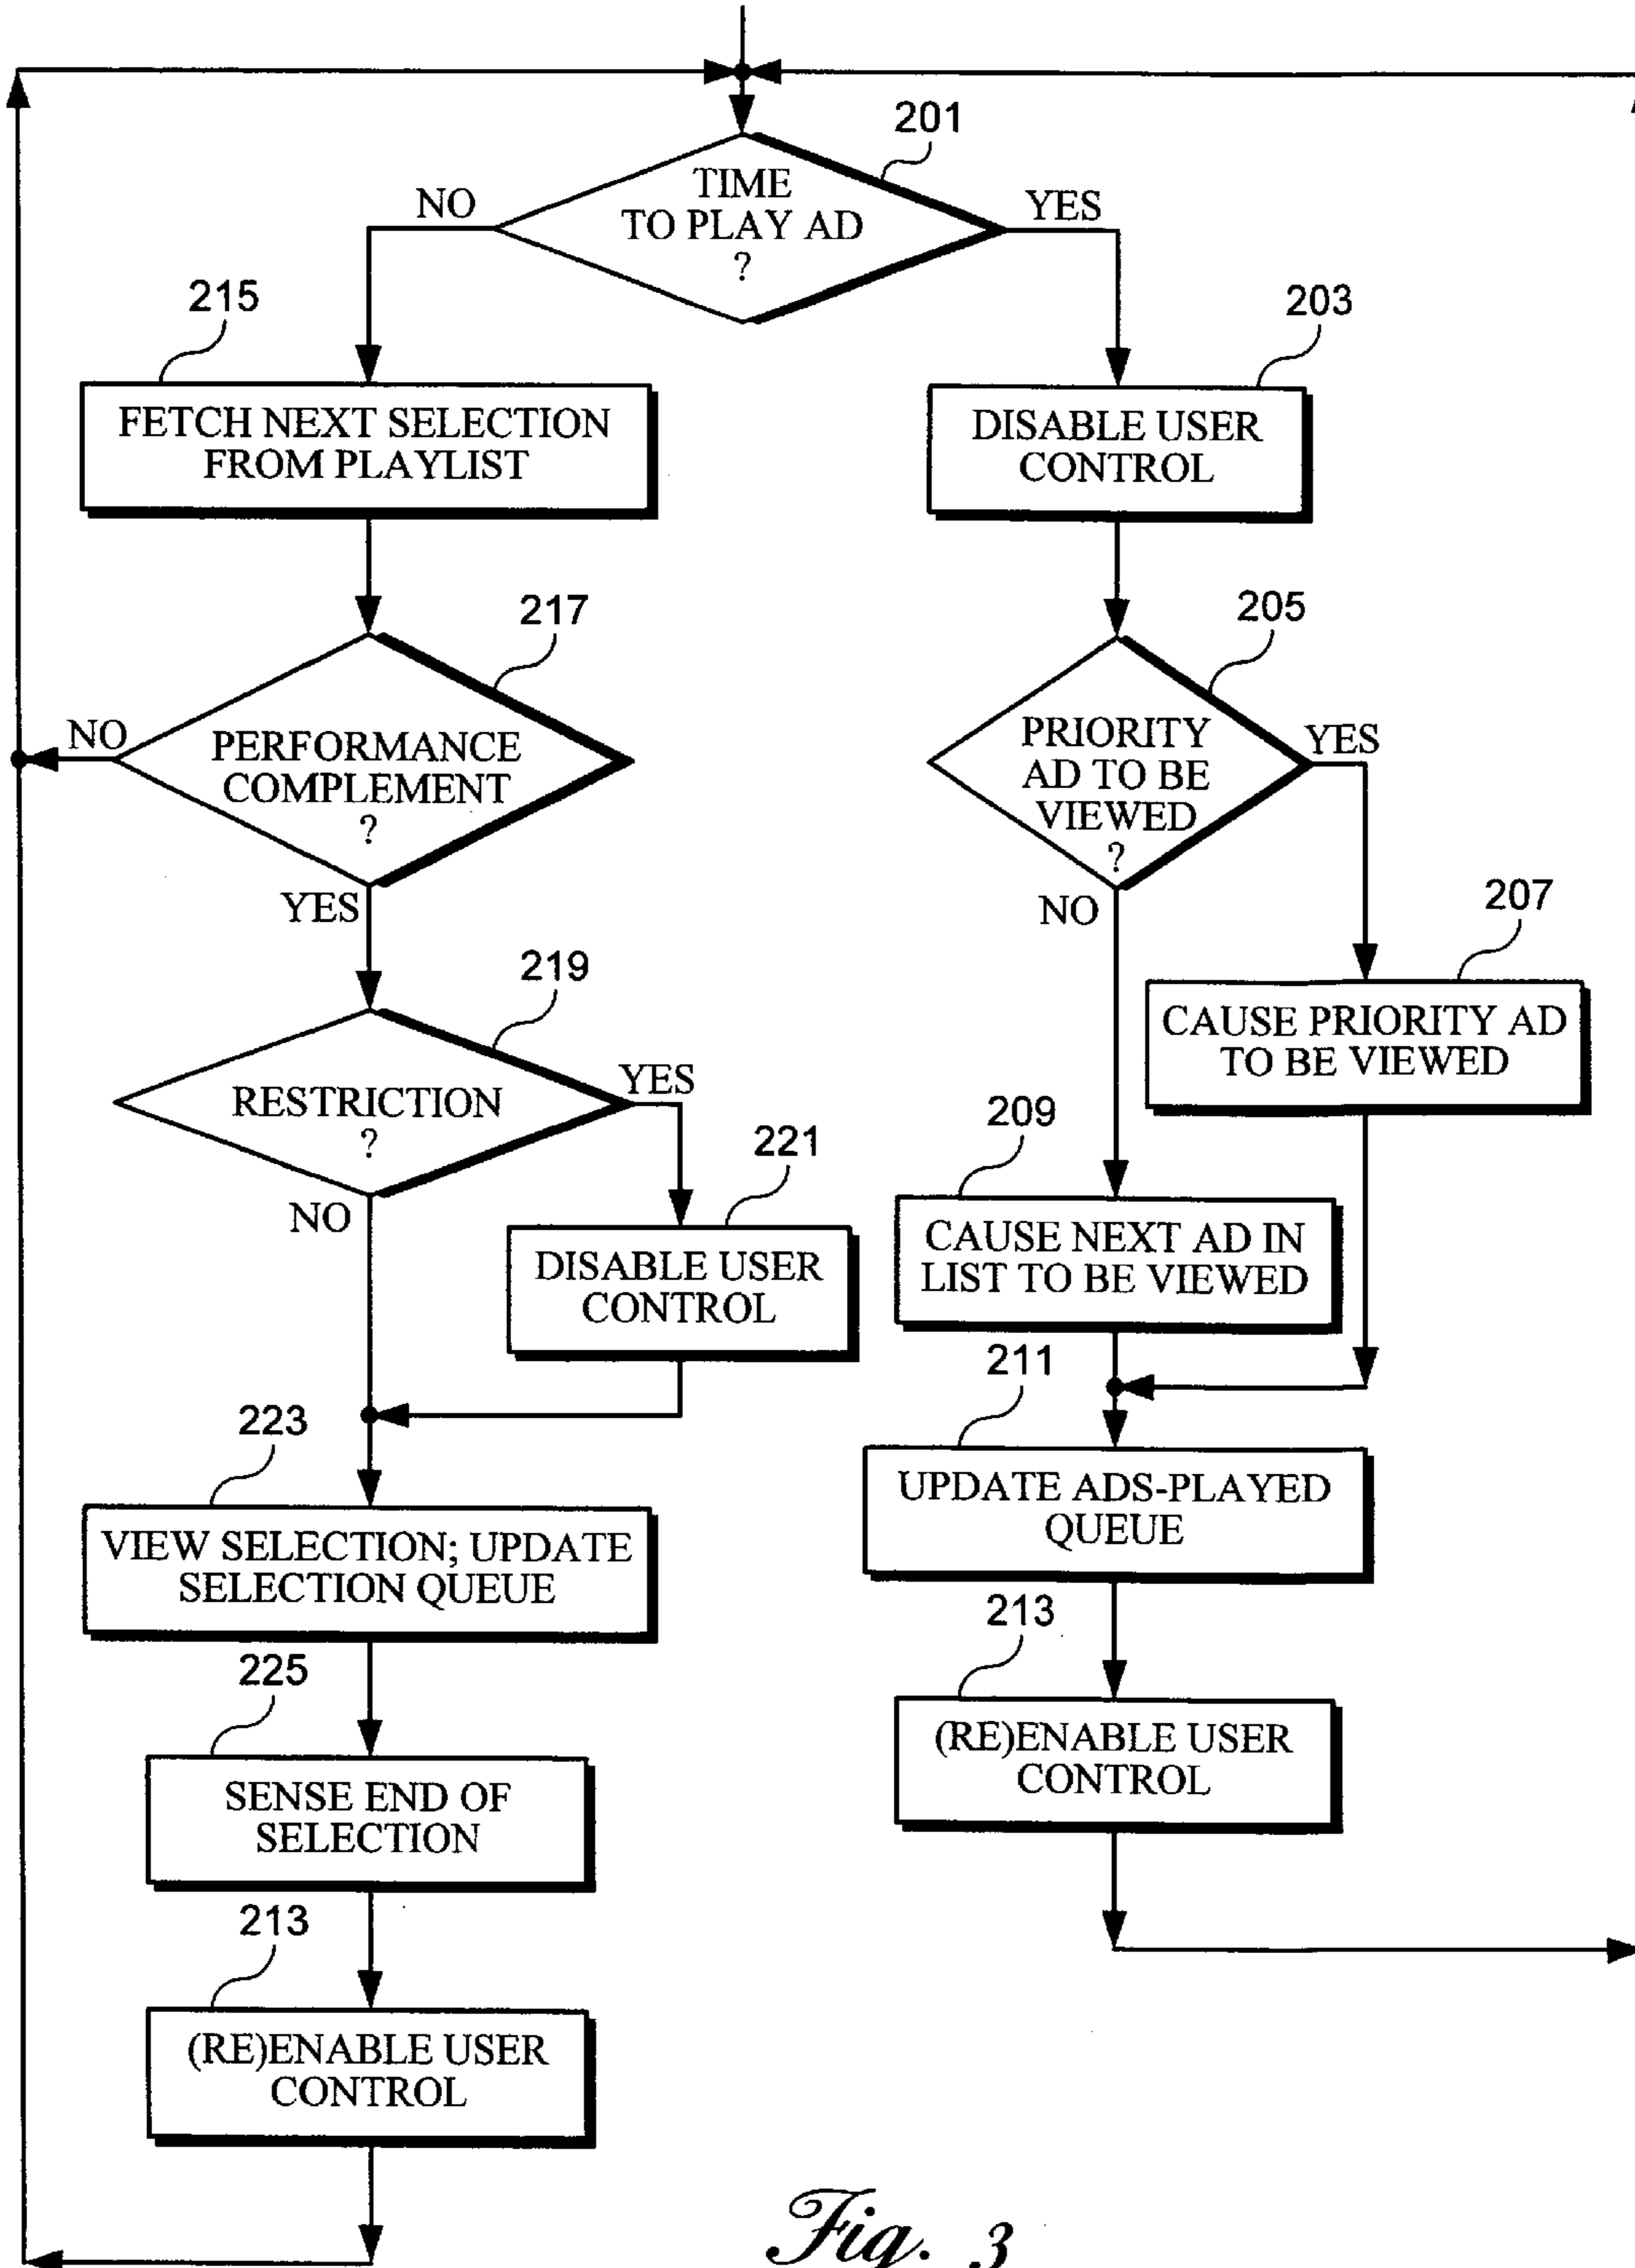 201
TIME
TO PLAY AD
?
NO
YES
215
203
FETCH NEXT SELECTION
FROM PLAYLIST
DISABLE USER
CONTROL
217
205
NO
PERFORMANCE
COMPLEMENT
?
YES
PRIORITY
AD TO BE
VIEWED
?
YES
NO
207
219
CAUSE PRIORITY AD
TO BE VIEWED
RESTRICTION
?
YES
NO
221
209
DISABLE USER
CONTROL
CAUSE NEXT AD IN
LIST TO BE VIEWED
211
223
UPDATE ADS-PLAYED
QUEUE
VIEW SELECTION; UPDATE
SELECTION QUEUE
213
225
(RE)ENABLE USER
CONTROL
SENSE END OF
SELECTION
213
(RE)ENABLE USER
CONTROL
Fig. 3